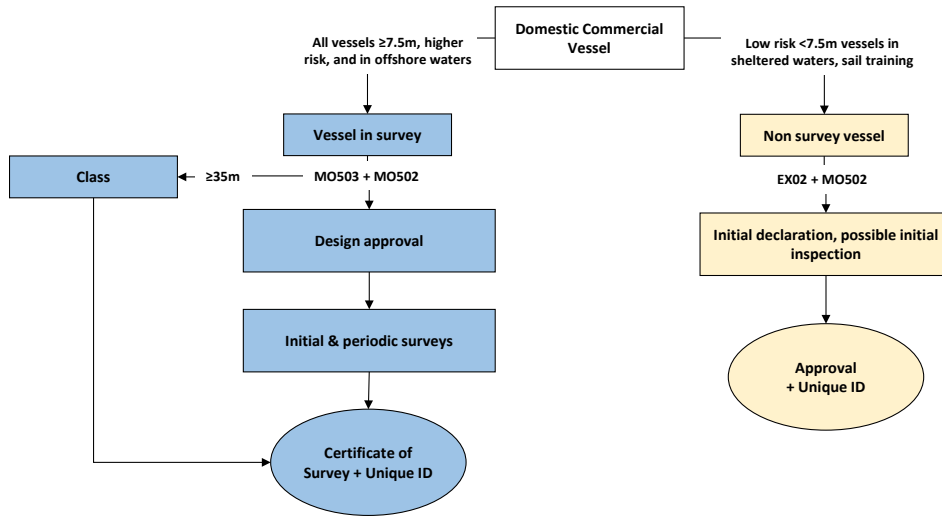 Domestic Commercial
Vessel
All vessels ≥7.5m, higher
risk, and in offshore waters
Low risk <7.5m vessels in
sheltered waters, sail training
Vessel in survey
Non survey vessel
Class
≥35m
MO503 + MO502
EX02 + MO502
Design approval
Initial declaration, possible initial
inspection
Initial & periodic surveys
Approval
+ Unique ID
Certificate of
Survey + Unique ID